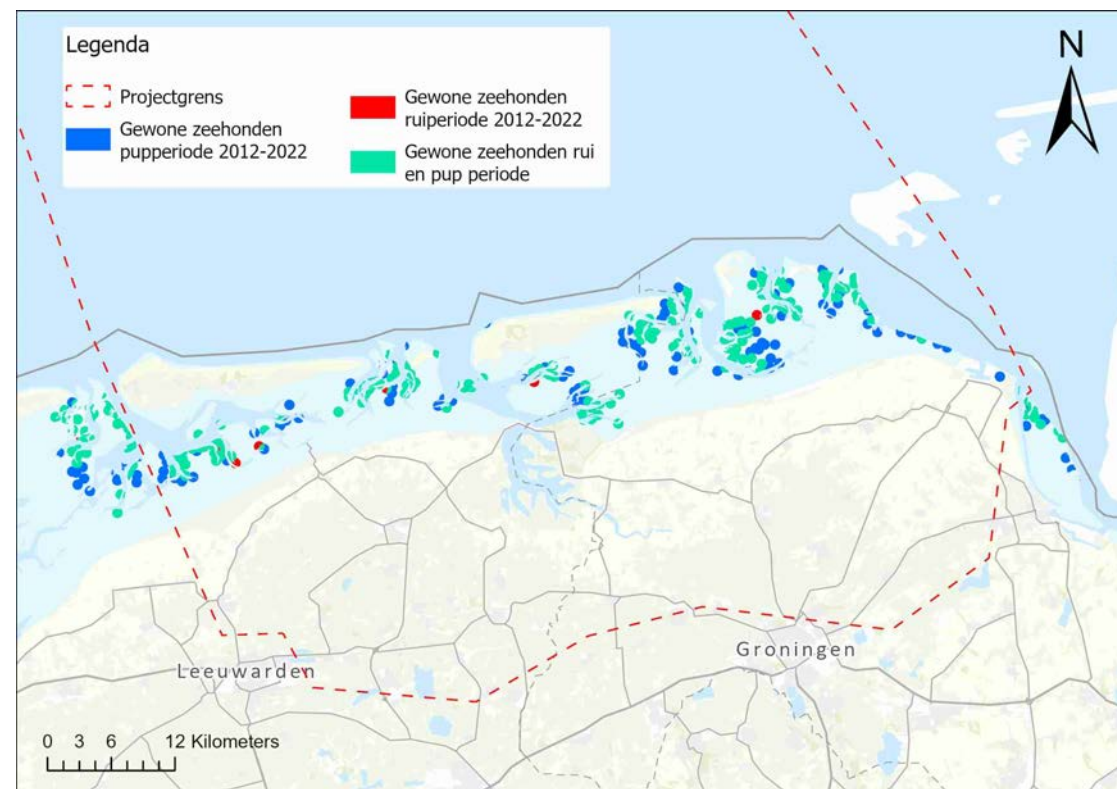 Legenda
Projectgrens
Gewone zeehonden
pupperiode 2012-2022
Gewone zeehonden
ruiperiode 2012-2022
Gewone zeehonden rui
en pup periode
N
Leeuwarden
Groningen
0 3 6 12 Kilometers